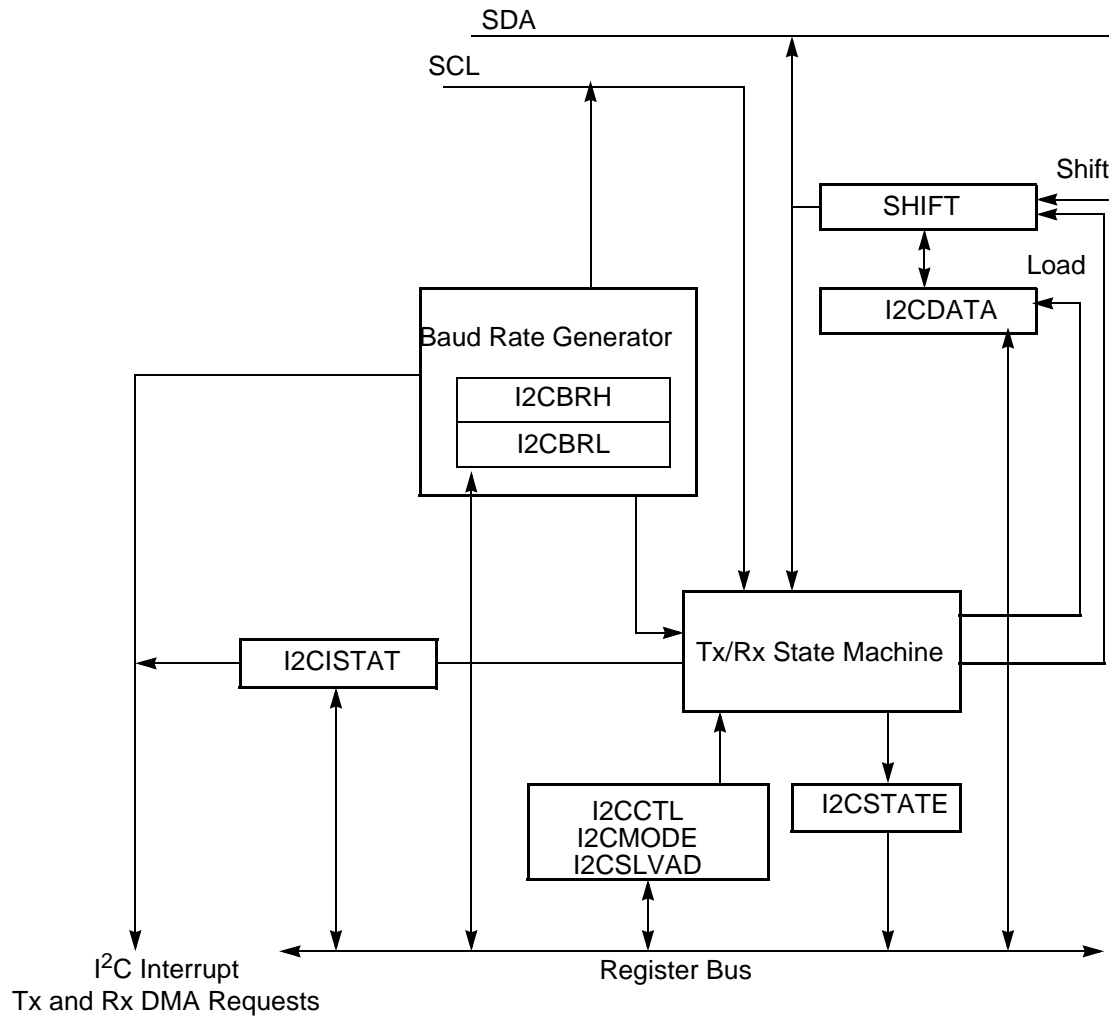 SDA
SCL
Shift
SHIFT
Load
I2CDATA
Baud Rate Generator
I2CBRH
I2CBRL
Tx/Rx State Machine
I2CISTAT
I2CCTL
I2CMODE
I2CSLVAD
I2CSTATE
I²C Interrupt
Tx and Rx DMA Requests
Register Bus